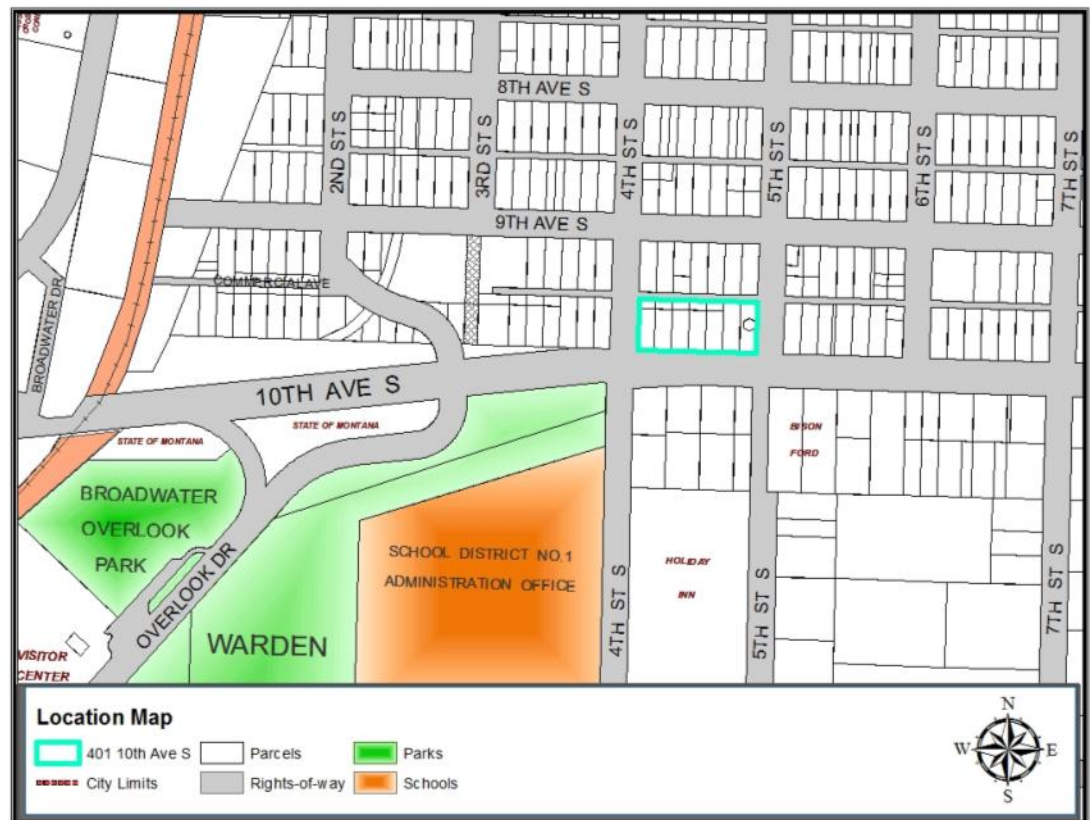 8TH AVE S
2ND ST S
3RD ST S
4TH ST S
5TH ST S
6TH ST S
7TH ST S
9TH AVE S
COMMERCIAL AVE
BROADWATER DR
10TH AVE S
STATE OF MONTANA
STATE OF MONTANA
BISON
FORD
BROADWATER
OVERLOOK
PARK
SCHOOL DISTRICT NO.1
ADMINISTRATION OFFICE
HOLIDAY
INN
OVERLOOK DR
4TH ST S
5TH ST S
7TH ST S
WARDEN
VISITOR
CENTER
Location Map
401 10th Ave S
Parcels
Parks
City Limits
Rights-of-way
Schools
N
W
E
S